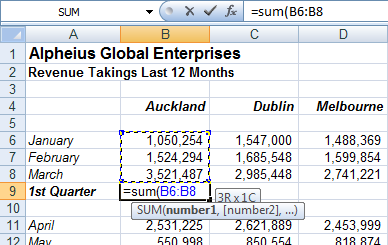 SUM =sum(B6:B8
A B C D
1 Alpheius Global Enterprises
2 Revenue Takings Last 12 Months
3
4 Auckland Dublin Melbourne
5
6 January 1,050,254 1,547,000 1,488,369
7 February 1,524,294 1,685,548 1,599,854
8 March 3,521,487 2,985,448 2,741,221
9 1st Quarter =sum(B6:B8 3R x 1C
10 SUM(number1, [number2], ...)
11 April 2,531,225 2,621,889 2,453,999
12 May 550,998 850,554 818,878